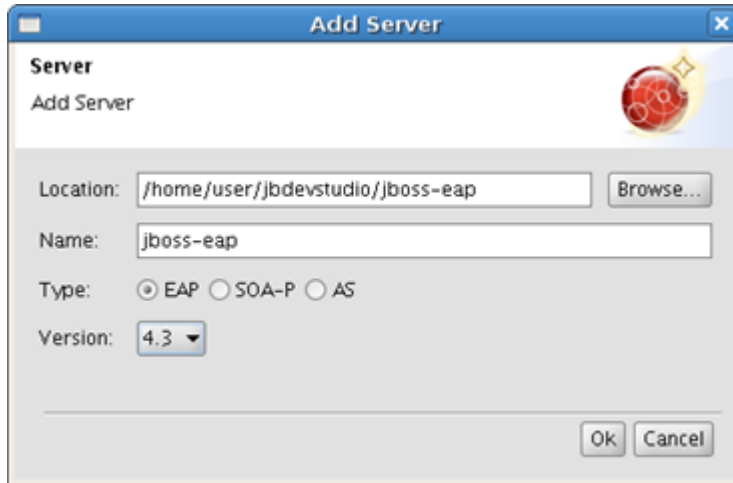 Add Server
Server
Add Server
Location: /home/user/jbdevstudio/jboss-eap Browse...
Name: jboss-eap
Type: EAP SOA-P AS
Version: 4.3
Ok Cancel